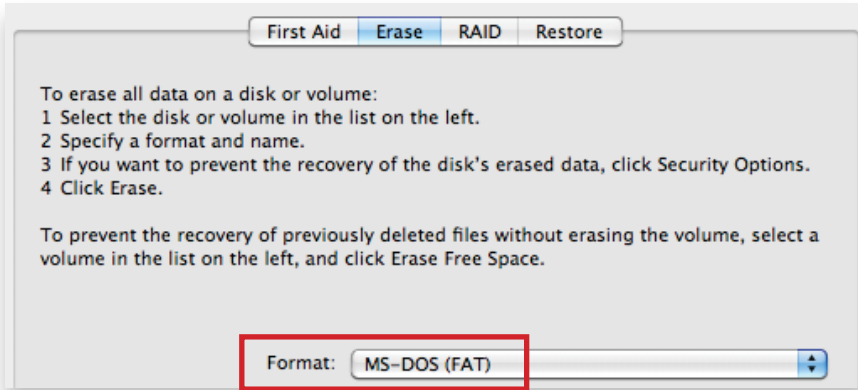 First Aid Erase RAID Restore
To erase all data on a disk or volume:
1 Select the disk or volume in the list on the left.
2 Specify a format and name.
3 If you want to prevent the recovery of the disk's erased data, click Security Options.
4 Click Erase.
To prevent the recovery of previously deleted files without erasing the volume, select a
volume in the list on the left, and click Erase Free Space.
Format: MS-DOS (FAT)